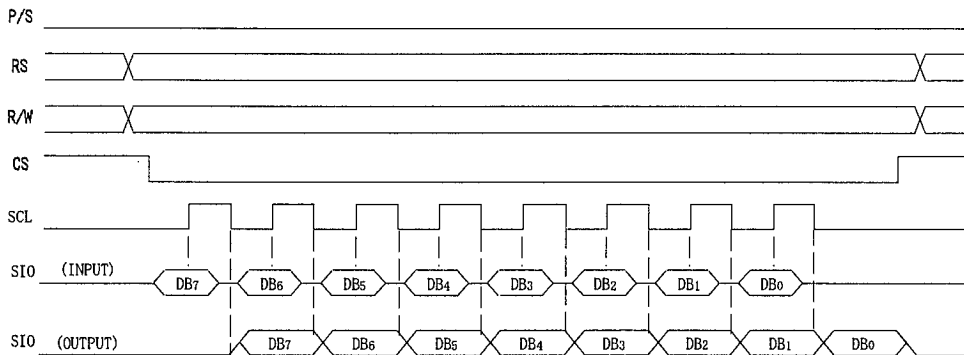 P/S
RS
R/W
CS
SCL
SIO (INPUT) DB7 DB6 DB5 DB4 DB3 DB2 DB1 DB0
SIO (OUTPUT) DB7 DB6 DB5 DB4 DB3 DB2 DB1 DB0